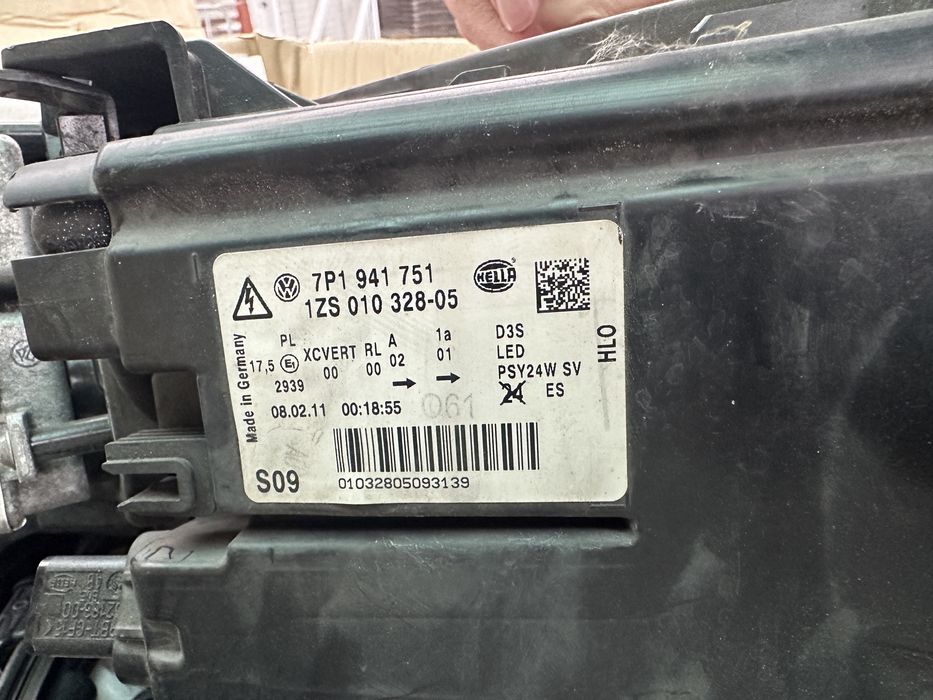 7P1 941 751
1ZS 010 328-05
HELLA
Made in Germany
PL A 1a D3S
17,5 E1 XCVERT RL 02 01 LED
2939 00 00 PSY24W SV
24 ES
08.02.11 00:18:55 061
HLO
S09
01032805093139
HELLA